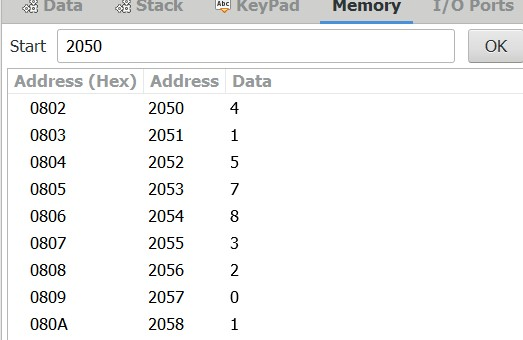 Data Stack Abc KeyPad Memory I/O Ports
Start 2050 OK
Address (Hex) Address Data
0802 2050 4
0803 2051 1
0804 2052 5
0805 2053 7
0806 2054 8
0807 2055 3
0808 2056 2
0809 2057 0
080A 2058 1